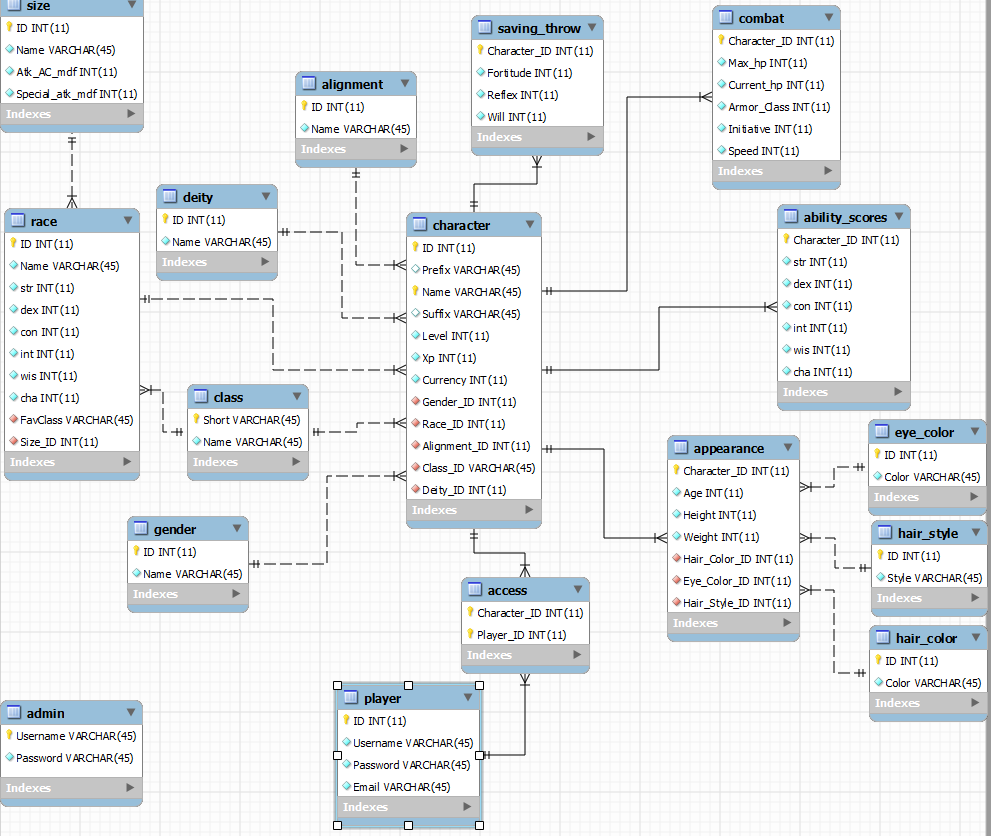 size
ID INT(11)
Name VARCHAR(45)
Atk_AC_mdf INT(11)
Special_atk_mdf INT(11)
Indexes
saving_throw
Character_ID INT(11)
Fortitude INT(11)
Reflex INT(11)
Will INT(11)
Indexes
combat
Character_ID INT(11)
Max_hp INT(11)
Current_hp INT(11)
Armor_Class INT(11)
Initiative INT(11)
Speed INT(11)
Indexes
alignment
ID INT(11)
Name VARCHAR(45)
Indexes
deity
ID INT(11)
Name VARCHAR(45)
Indexes
race
ID INT(11)
Name VARCHAR(45)
str INT(11)
dex INT(11)
con INT(11)
int INT(11)
wis INT(11)
cha INT(11)
FavClass VARCHAR(45)
Size_ID INT(11)
Indexes
character
ID INT(11)
Prefix VARCHAR(45)
Name VARCHAR(45)
Suffix VARCHAR(45)
Level INT(11)
Xp INT(11)
Currency INT(11)
Gender_ID INT(11)
Race_ID INT(11)
Alignment_ID INT(11)
Class_ID VARCHAR(45)
Deity_ID INT(11)
Indexes
ability_scores
Character_ID INT(11)
str INT(11)
dex INT(11)
con INT(11)
int INT(11)
wis INT(11)
cha INT(11)
Indexes
class
Short VARCHAR(45)
Name VARCHAR(45)
Indexes
appearance
Character_ID INT(11)
Age INT(11)
Height INT(11)
Weight INT(11)
Hair_Color_ID INT(11)
Eye_Color_ID INT(11)
Hair_Style_ID INT(11)
Indexes
eye_color
ID INT(11)
Color VARCHAR(45)
Indexes
hair_style
ID INT(11)
Style VARCHAR(45)
Indexes
hair_color
ID INT(11)
Color VARCHAR(45)
Indexes
gender
ID INT(11)
Name VARCHAR(45)
Indexes
access
Character_ID INT(11)
Player_ID INT(11)
Indexes
player
ID INT(11)
Username VARCHAR(45)
Password VARCHAR(45)
Email VARCHAR(45)
Indexes
admin
Username VARCHAR(45)
Password VARCHAR(45)
Indexes